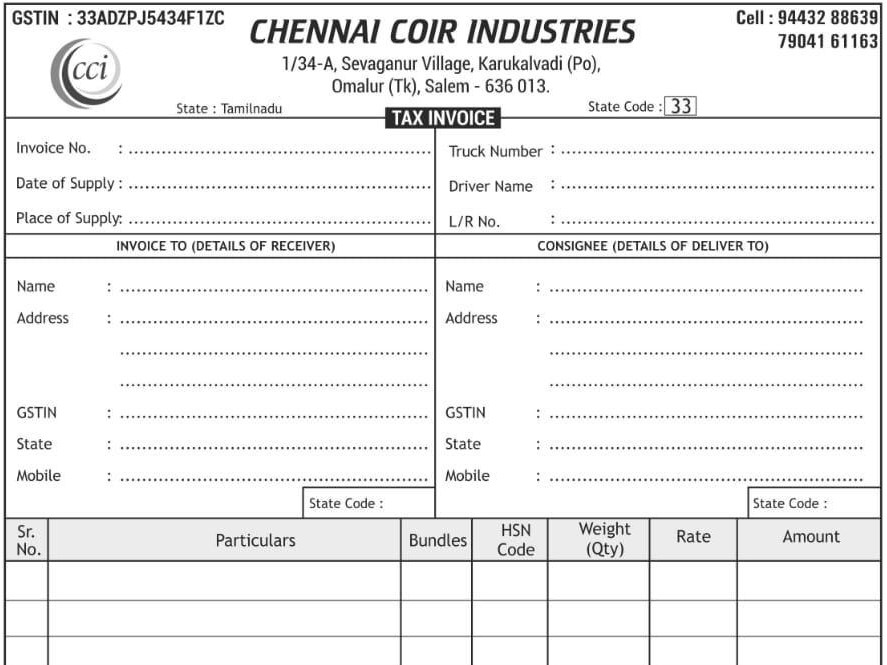 GSTIN : 33ADZPJ5434F1ZC
Cell : 94432 88639
79041 61163
cci
CHENNAI COIR INDUSTRIES
1/34-A, Sevaganur Village, Karukalvadi (Po),
Omalur (Tk), Salem - 636 013.
State : Tamilnadu
State Code : 33
TAX INVOICE
Invoice No. :
Date of Supply :
Place of Supply:
Truck Number :
Driver Name :
L/R No. :
INVOICE TO (DETAILS OF RECEIVER)
Name :
Address :
GSTIN :
State :
Mobile :
State Code :
CONSIGNEE (DETAILS OF DELIVER TO)
Name :
Address :
GSTIN :
State :
Mobile :
State Code :
Sr. No. Particulars Bundles HSN Code Weight (Qty) Rate Amount